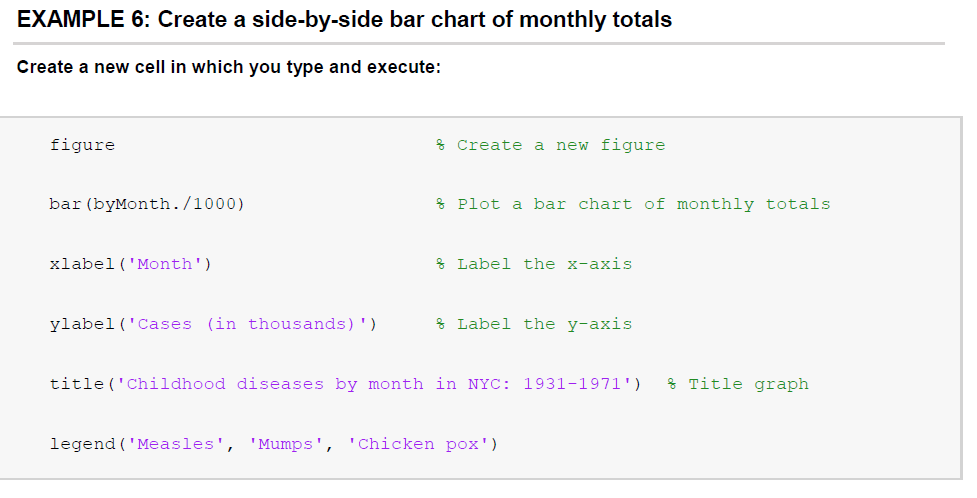 EXAMPLE 6: Create a side-by-side bar chart of monthly totals
Create a new cell in which you type and execute:
figure % Create a new figure
bar(byMonth./1000) % Plot a bar chart of monthly totals
xlabel('Month') % Label the x-axis
ylabel('Cases (in thousands)') % Label the y-axis
title('Childhood diseases by month in NYC: 1931-1971') % Title graph
legend('Measles', 'Mumps', 'Chicken pox')